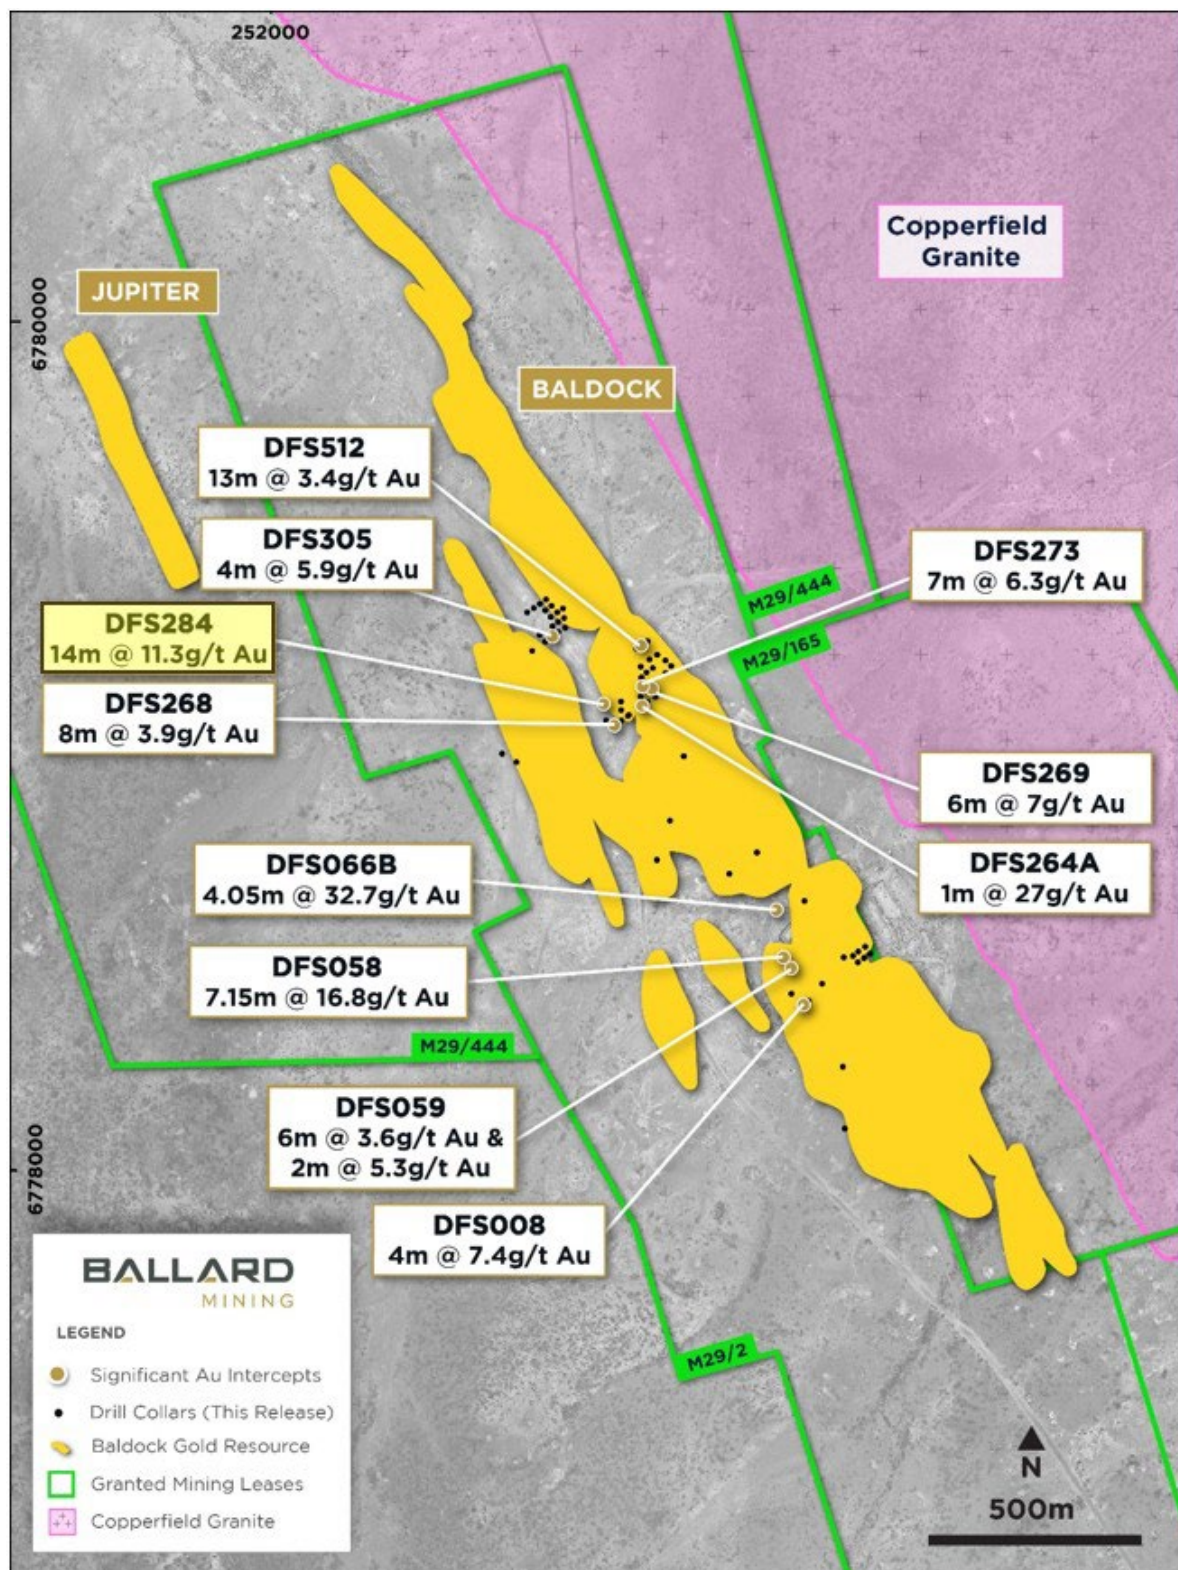 252000
6780000
6778000
Copperfield
Granite
JUPITER
BALDOCK
DFS512
13m @ 3.4g/t Au
DFS305
4m @ 5.9g/t Au
DFS284
14m @ 11.3g/t Au
DFS268
8m @ 3.9g/t Au
DFS273
7m @ 6.3g/t Au
M29/444
M29/165
DFS269
6m @ 7g/t Au
DFS264A
1m @ 27g/t Au
DFS066B
4.05m @ 32.7g/t Au
DFS058
7.15m @ 16.8g/t Au
M29/444
DFS059
6m @ 3.6g/t Au &
2m @ 5.3g/t Au
DFS008
4m @ 7.4g/t Au
M29/2
BALLARD
MINING
LEGEND
Significant Au Intercepts
Drill Collars (This Release)
Baldock Gold Resource
Granted Mining Leases
Copperfield Granite
N
500m